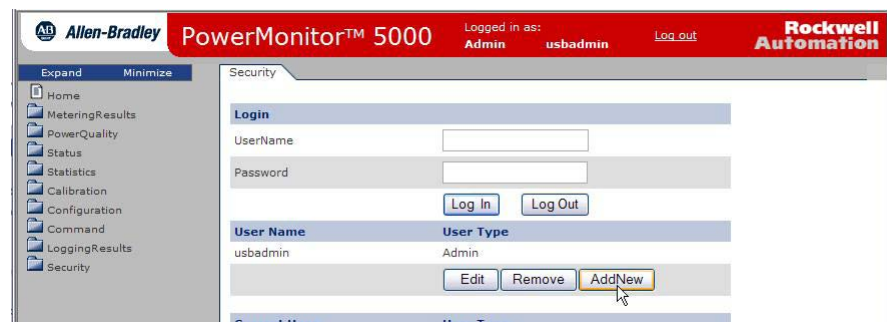 AB Allen-Bradley
PowerMonitor™ 5000
Logged in as:
Admin usbadmin
Log out
Rockwell
Automation
Expand Minimize
Home
MeteringResults
PowerQuality
Status
Statistics
Calibration
Configuration
Command
LoggingResults
Security
Security
Login
UserName
Password
Log In Log Out
User Name User Type
usbadmin Admin
Edit Remove AddNew